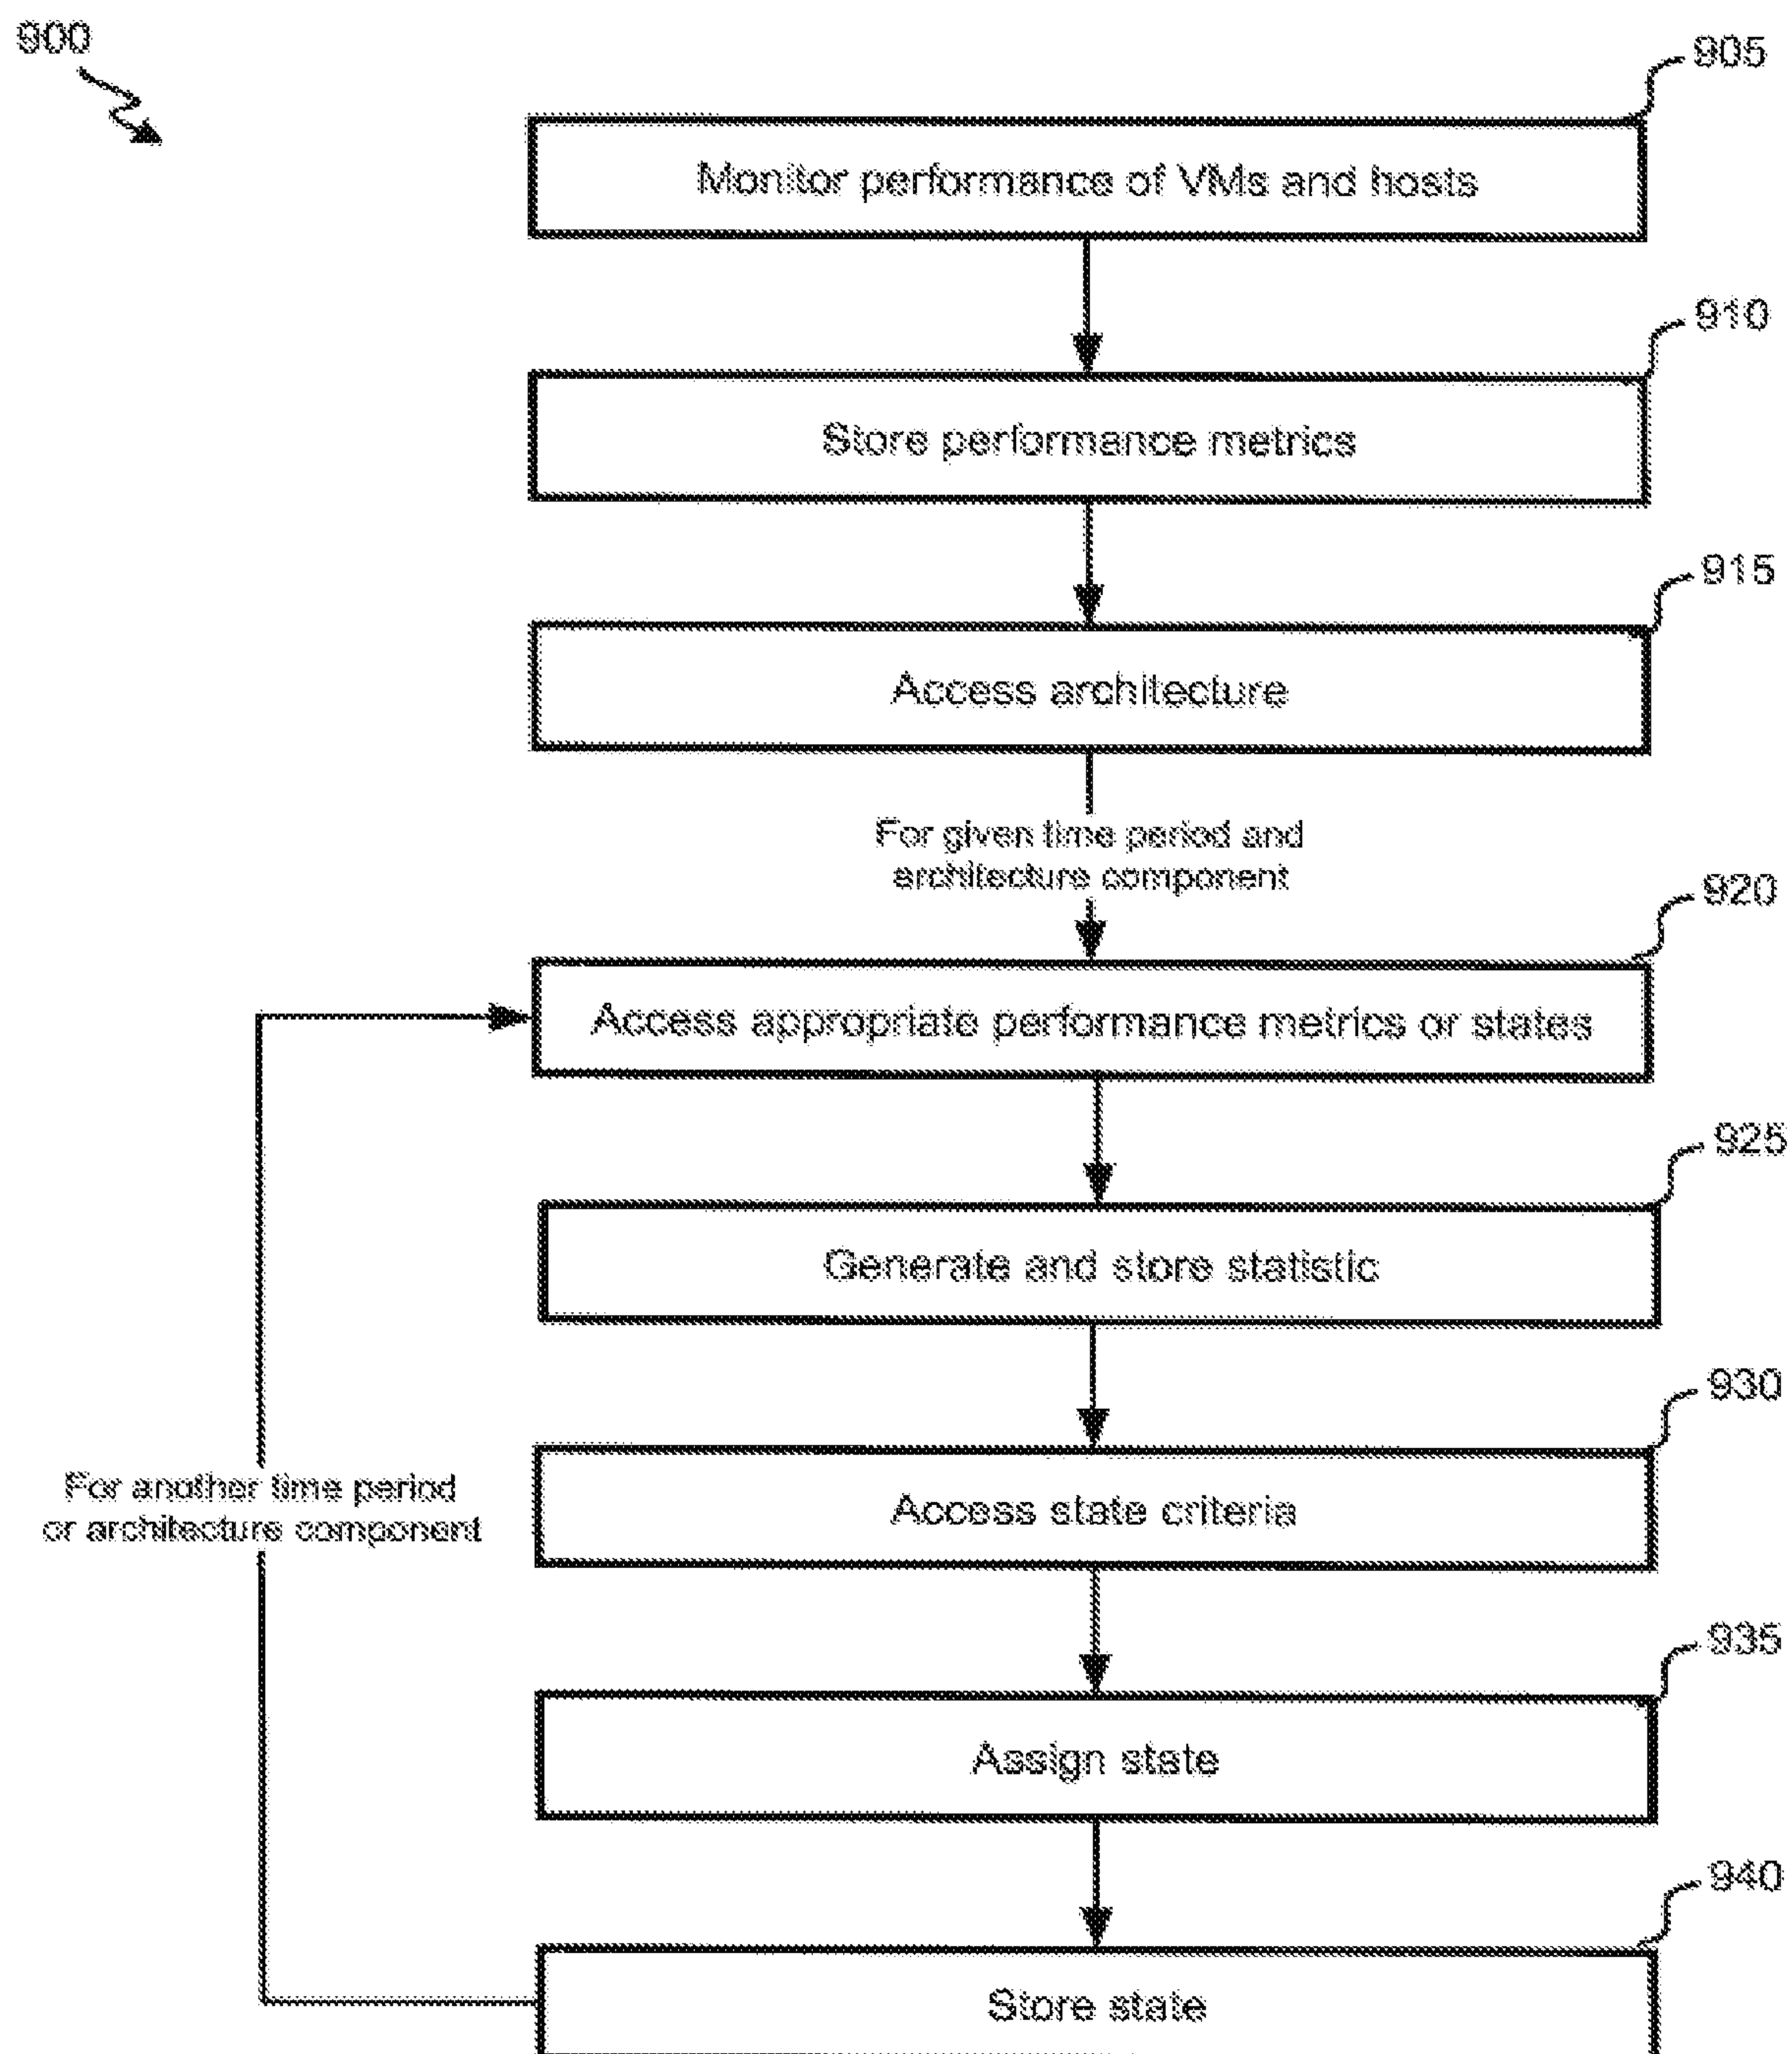 900
905
Monitor performance of VMs and hosts
910
Store performance metrics
915
Access architecture
For given time period and
architecture component
920
Access appropriate performance metrics or states
925
Generate and store statistic
930
Access state criteria
For another time period
or architecture component
935
Assign state
940
Store state